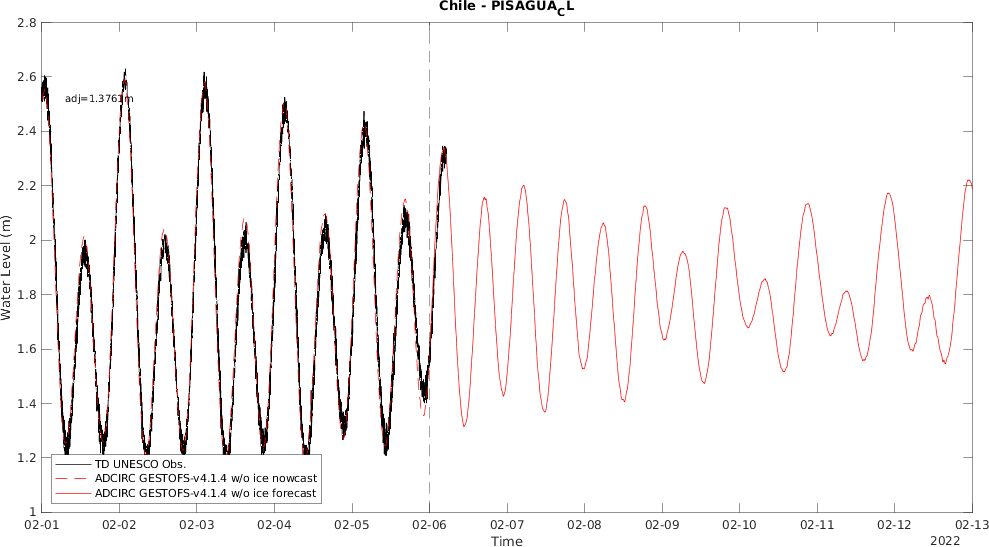 Chile - PISAGUA_CL
2.8
2.6
adj=1.3761m
2.4
2.2
2
1.8
1.6
1.4
1.2
1
Water Level (m)
TD UNESCO Obs.
ADCIRC GESTOFS-v4.1.4 w/o ice nowcast
ADCIRC GESTOFS-v4.1.4 w/o ice forecast
02-01 02-02 02-03 02-04 02-05 02-06 02-07 02-08 02-09 02-10 02-11 02-12 02-13
Time
2022